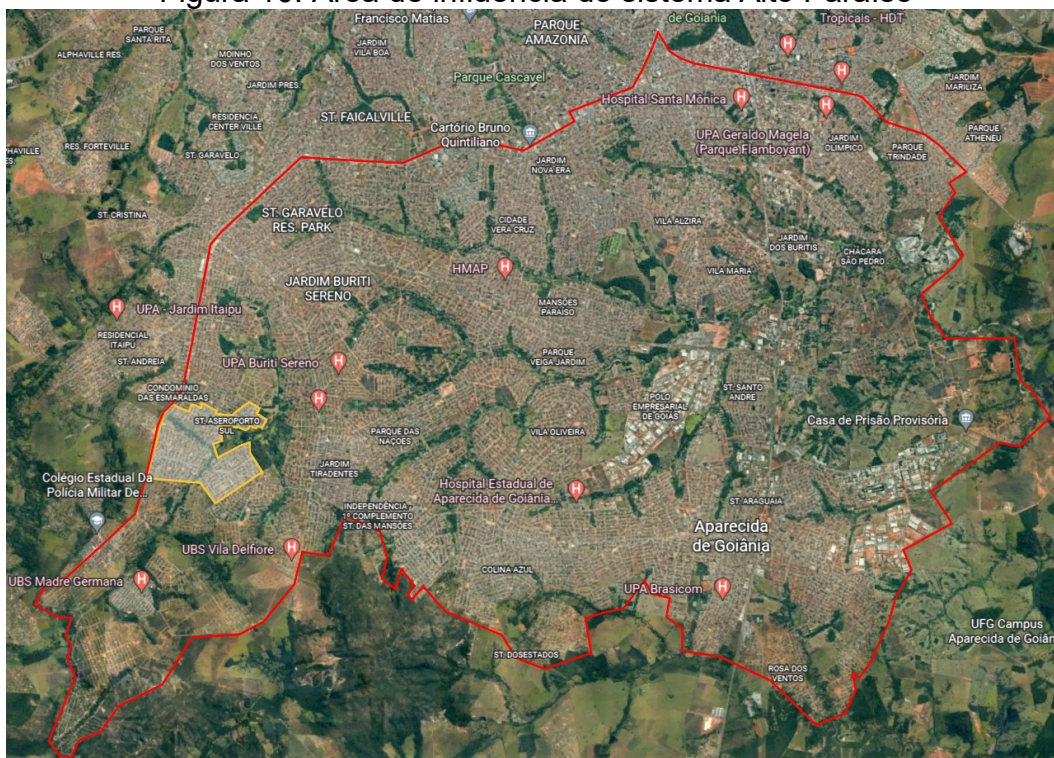 Figura 10: Área de influência do sistema Alto Paraíso
Francisco Matias
PARQUE
AMAZONIA
de Goiania
Tropicais - HDT
PARQUE
SANTA RITA
ALPHAVILLE RES.
MOINHO
DOS VENTOS
JARDIM
VILA BOA
JARDIM PRES.
Parque Cascavel
JARDIM
MARILIZA
Hospital Santa Mônica
RESIDENCIA
CENTER VILLE
ST. FAICALVILLE
Cartório Bruno
Quintiliano
UPA Geraldo Magela
(Parque Flamboyant)
JARDIM
OLIMPICO
PARQUE
ATHENEU
PARQUE
TRINDADE
PHAVILLE
RES.
RES. FORTEVILLE
ST. GARAVELO
JARDIM
NOVA ERA
ST. CRISTINA
ST. GARAVELO
RES. PARK
CIDADE
VERA CRUZ
VILA ALZIRA
JARDIM
DOS BURITIS
CHÁCARA
SÃO PEDRO
HMAP
VILA MARIA
JARDIM BURITI
SERENO
MANSÕES
PARAISO
UPA - Jardim Itaipu
RESIDENCIAL
ITAIPU
ST. ANDREIA
UPA Buriti Sereno
PARQUE
VEIGA JARDIM
CONDOMINIO
DAS ESMERALDAS
ST. SANTO
ANDRE
POLO
EMPRESARIAL
DE GOIAS
ST. AEROPORTO
SUL
PARQUE DAS
NAÇOES
VILA OLIVEIRA
Casa de Prisão Provisória
JARDIM
TIRADENTES
Colégio Estadual Da
Polícia Militar De...
Hospital Estadual de
Aparecida de Goiânia...
ST. ARAGUAIA
INDEPENDÊNCIA -
1º COMPLEMENTO
ST. DAS MANSÕES
Aparecida
de Goiânia
UBS Vila Delfiore
COLINA AZUL
UBS Madre Germana
UPA Brasicom
UFG Campus
Aparecida de Goiân
ST. DOSESTADOS
ROSA DOS
VENTOS